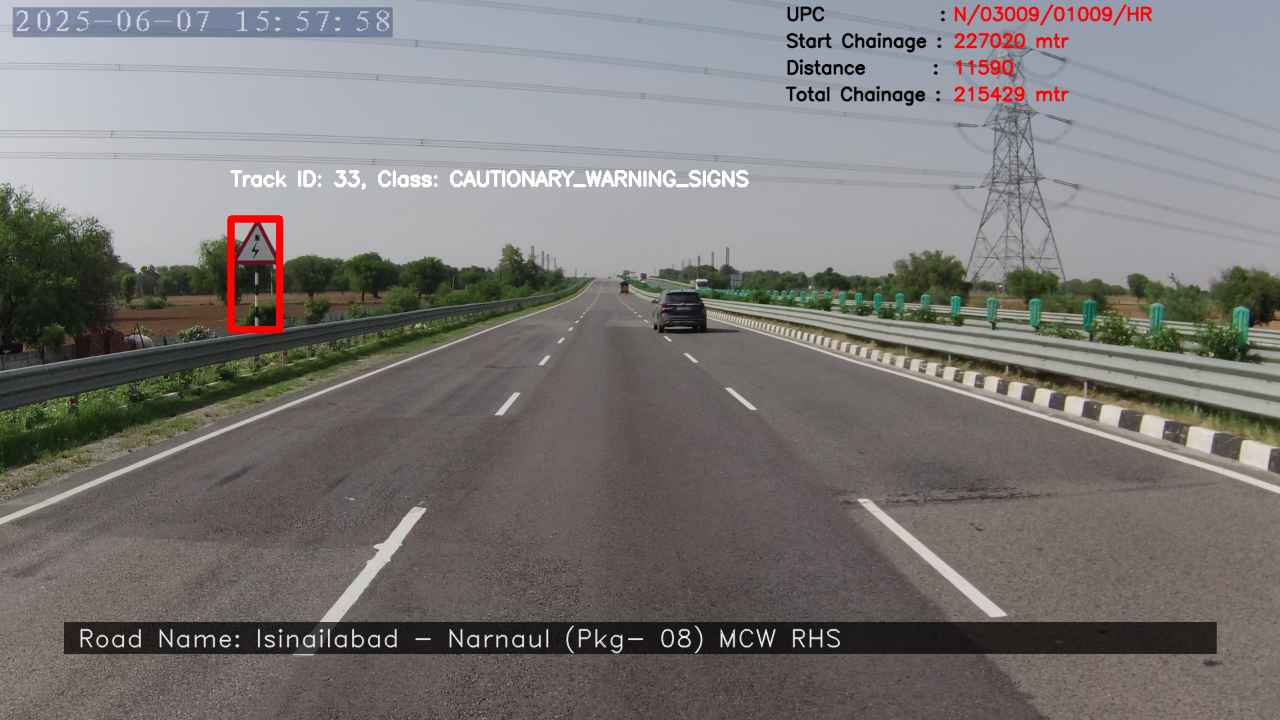 2025-06-07 15:57:58
UPC : N/03009/01009/HR
Start Chainage : 227020 mtr
Distance : 11590
Total Chainage : 215429 mtr
Track ID: 33, Class: CAUTIONARY_WARNING_SIGNS
Road Name: Isinailabad - Narnaul (Pkg- 08) MCW RHS